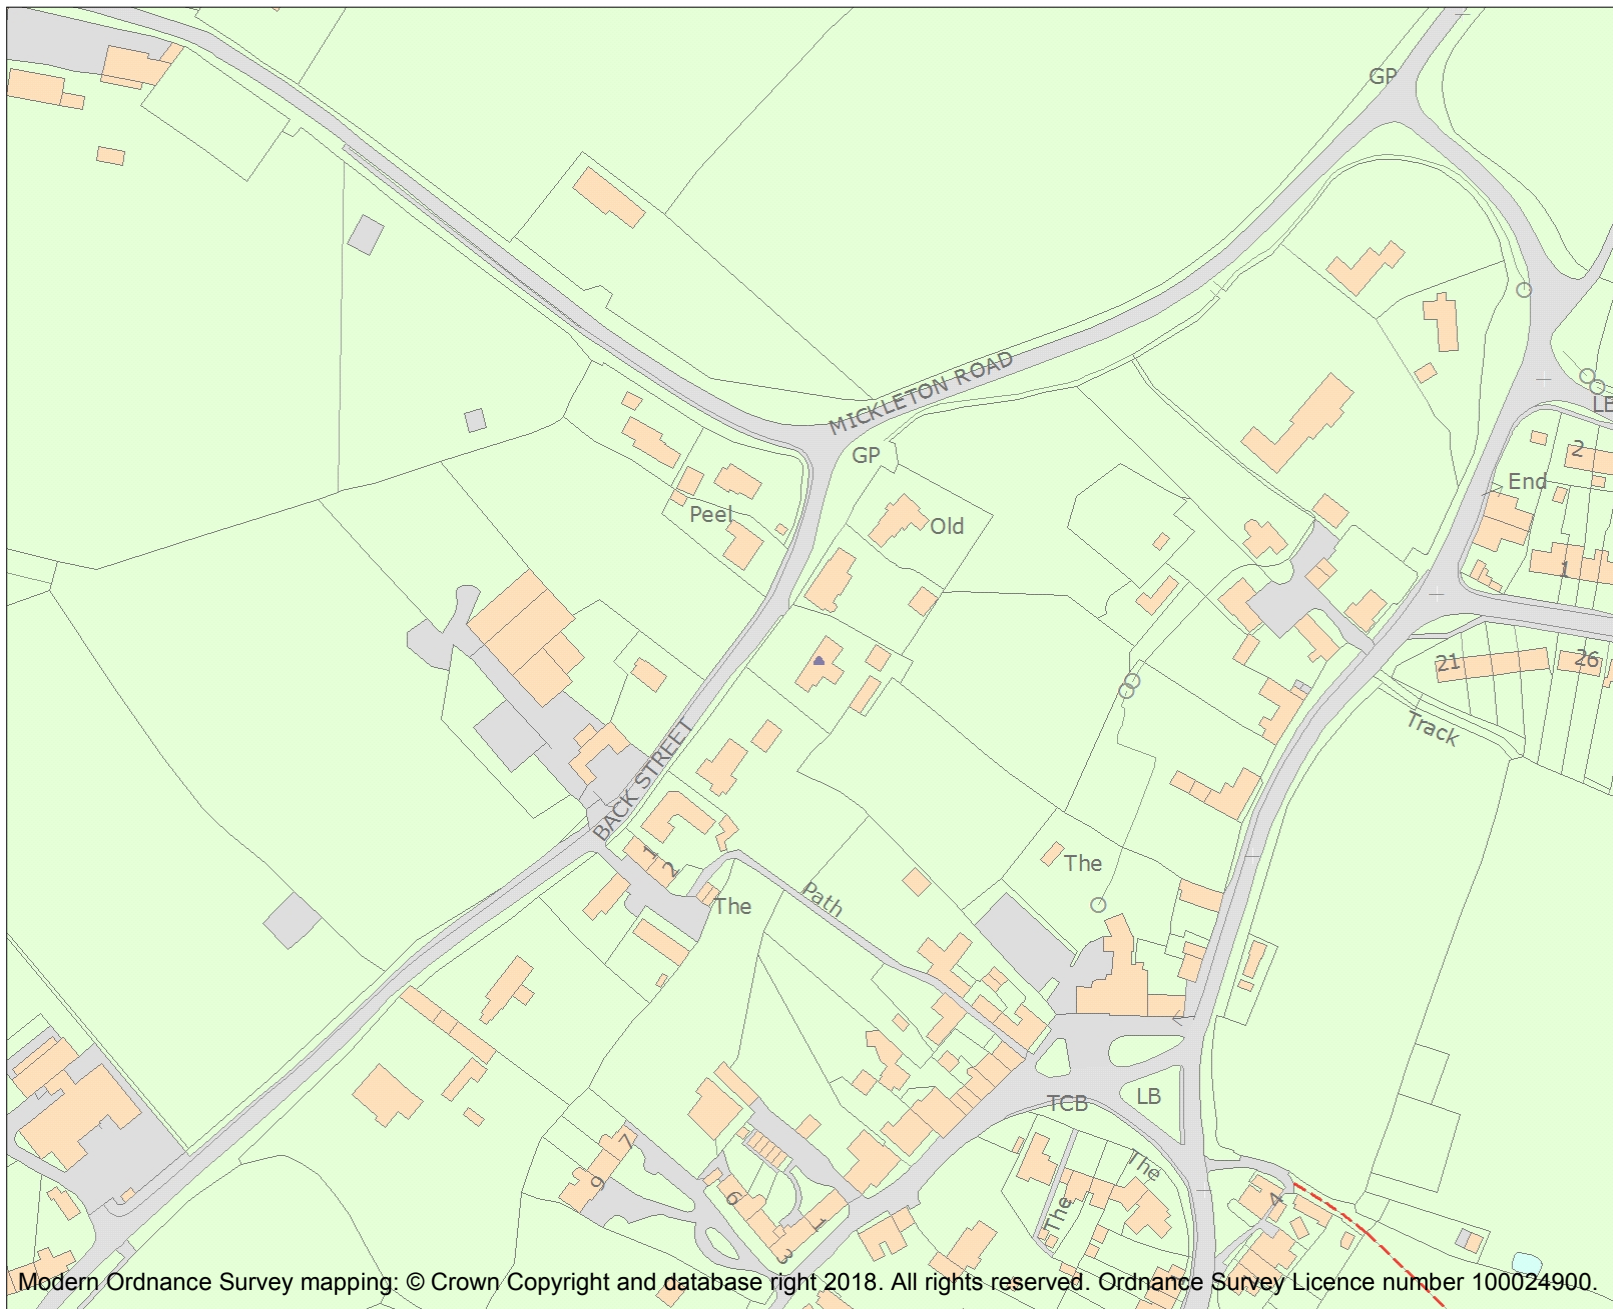 GP
MICKLETON ROAD
LB
GP
2
End
Peel
Old
1
21
26
Track
BACK STREET
1
2
The
The
Path
TCB
LB
The
7
9
6
The
4
1
3
Modern Ordnance Survey mapping: © Crown Copyright and database right 2018. All rights reserved. Ordnance Survey Licence number 100024900.